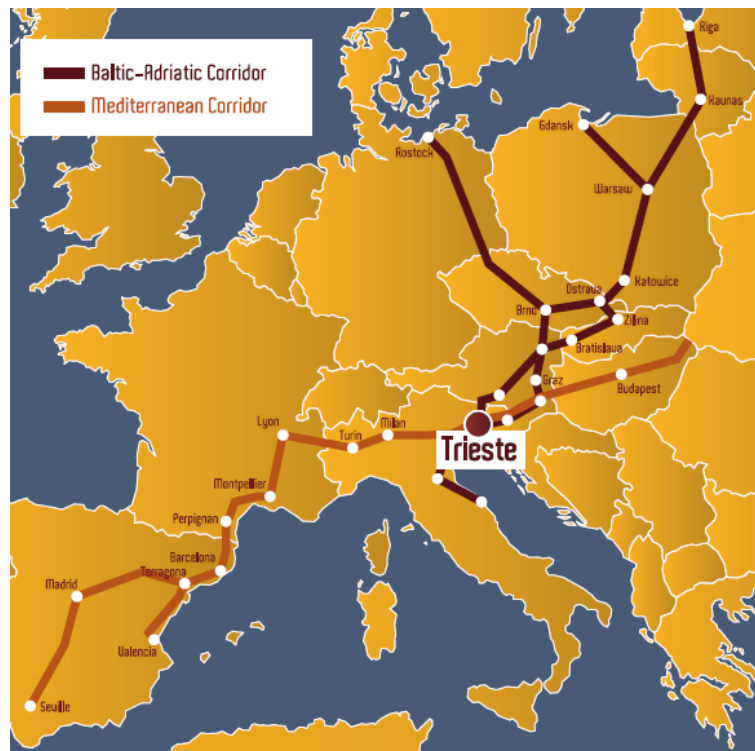 Baltic-Adriatic Corridor
Mediterranean Corridor
Riga
Kaunas
Gdansk
Rostock
Warsaw
Katowice
Ostrava
Brno
Zilina
Bratislava
Graz
Budapest
Lyon
Turin
Milan
Trieste
Montpellier
Perpignan
Barcelona
Terragona
Madrid
Valencia
Seuille